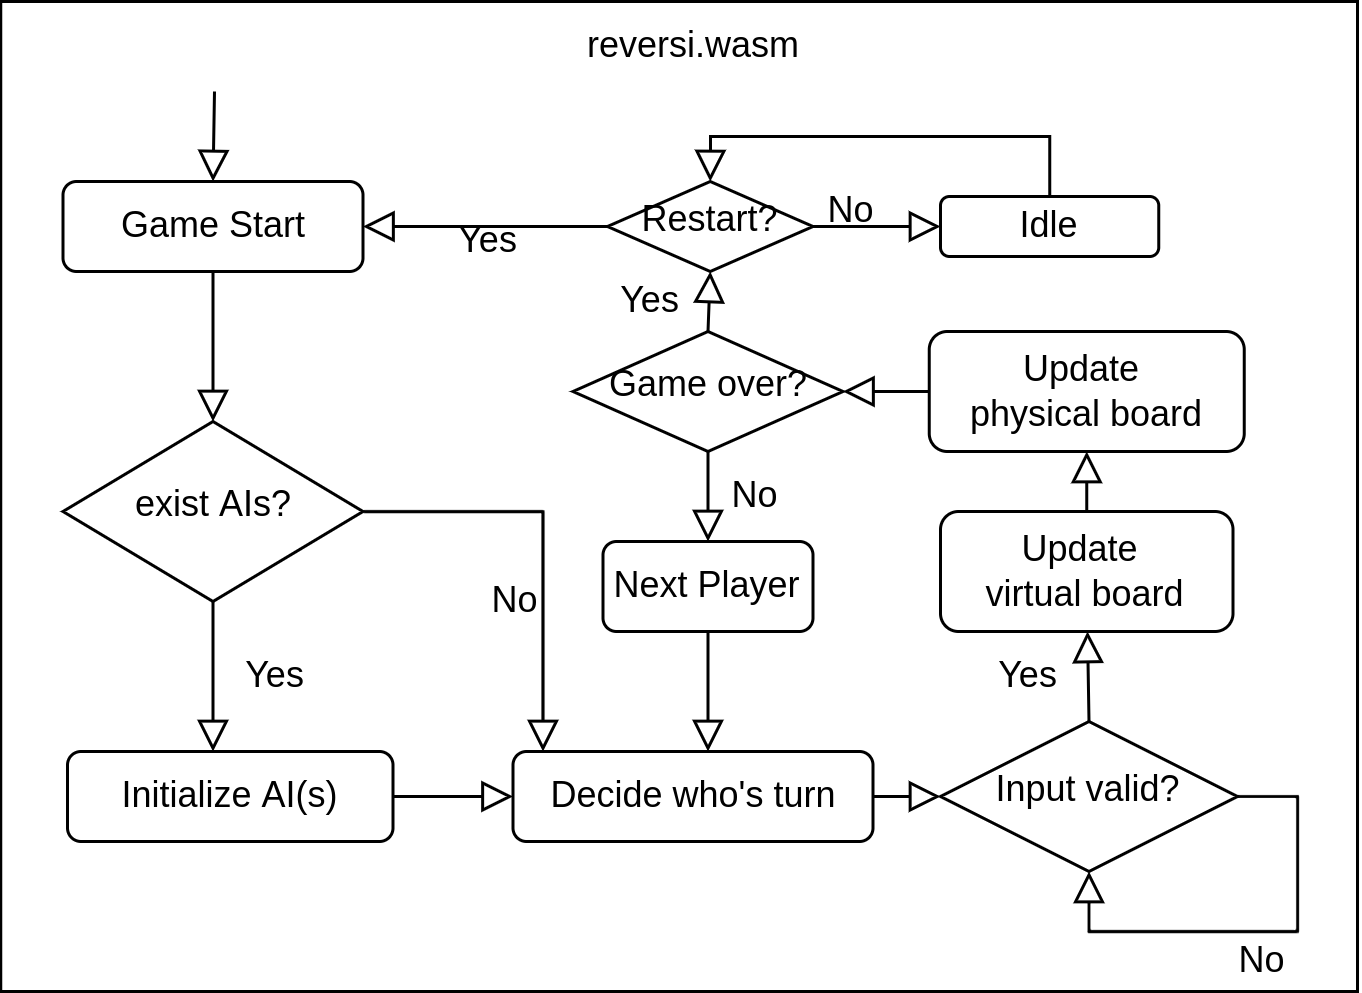 reversi.wasm
Game Start
Yes
Restart?
No
Idle
Yes
Game over?
Update
physical board
exist AIs?
No
Next Player
Update
virtual board
No
Yes
Yes
Initialize AI(s)
Decide who's turn
Input valid?
No